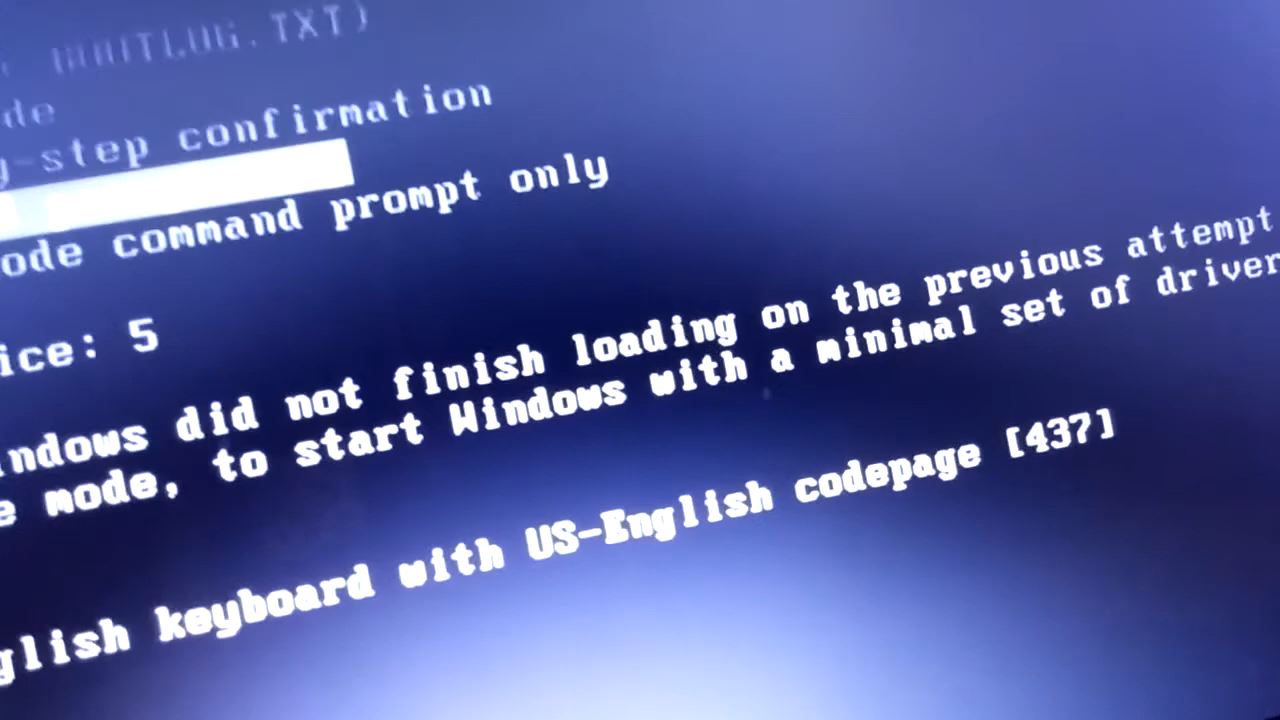 TLOG.TXT)
de
y-step confirmation
ode command prompt only
ice: 5
ndows did not finish loading on the previous attempt
e mode, to start Windows with a minimal set of driver
glish keyboard with US-English codepage [437]